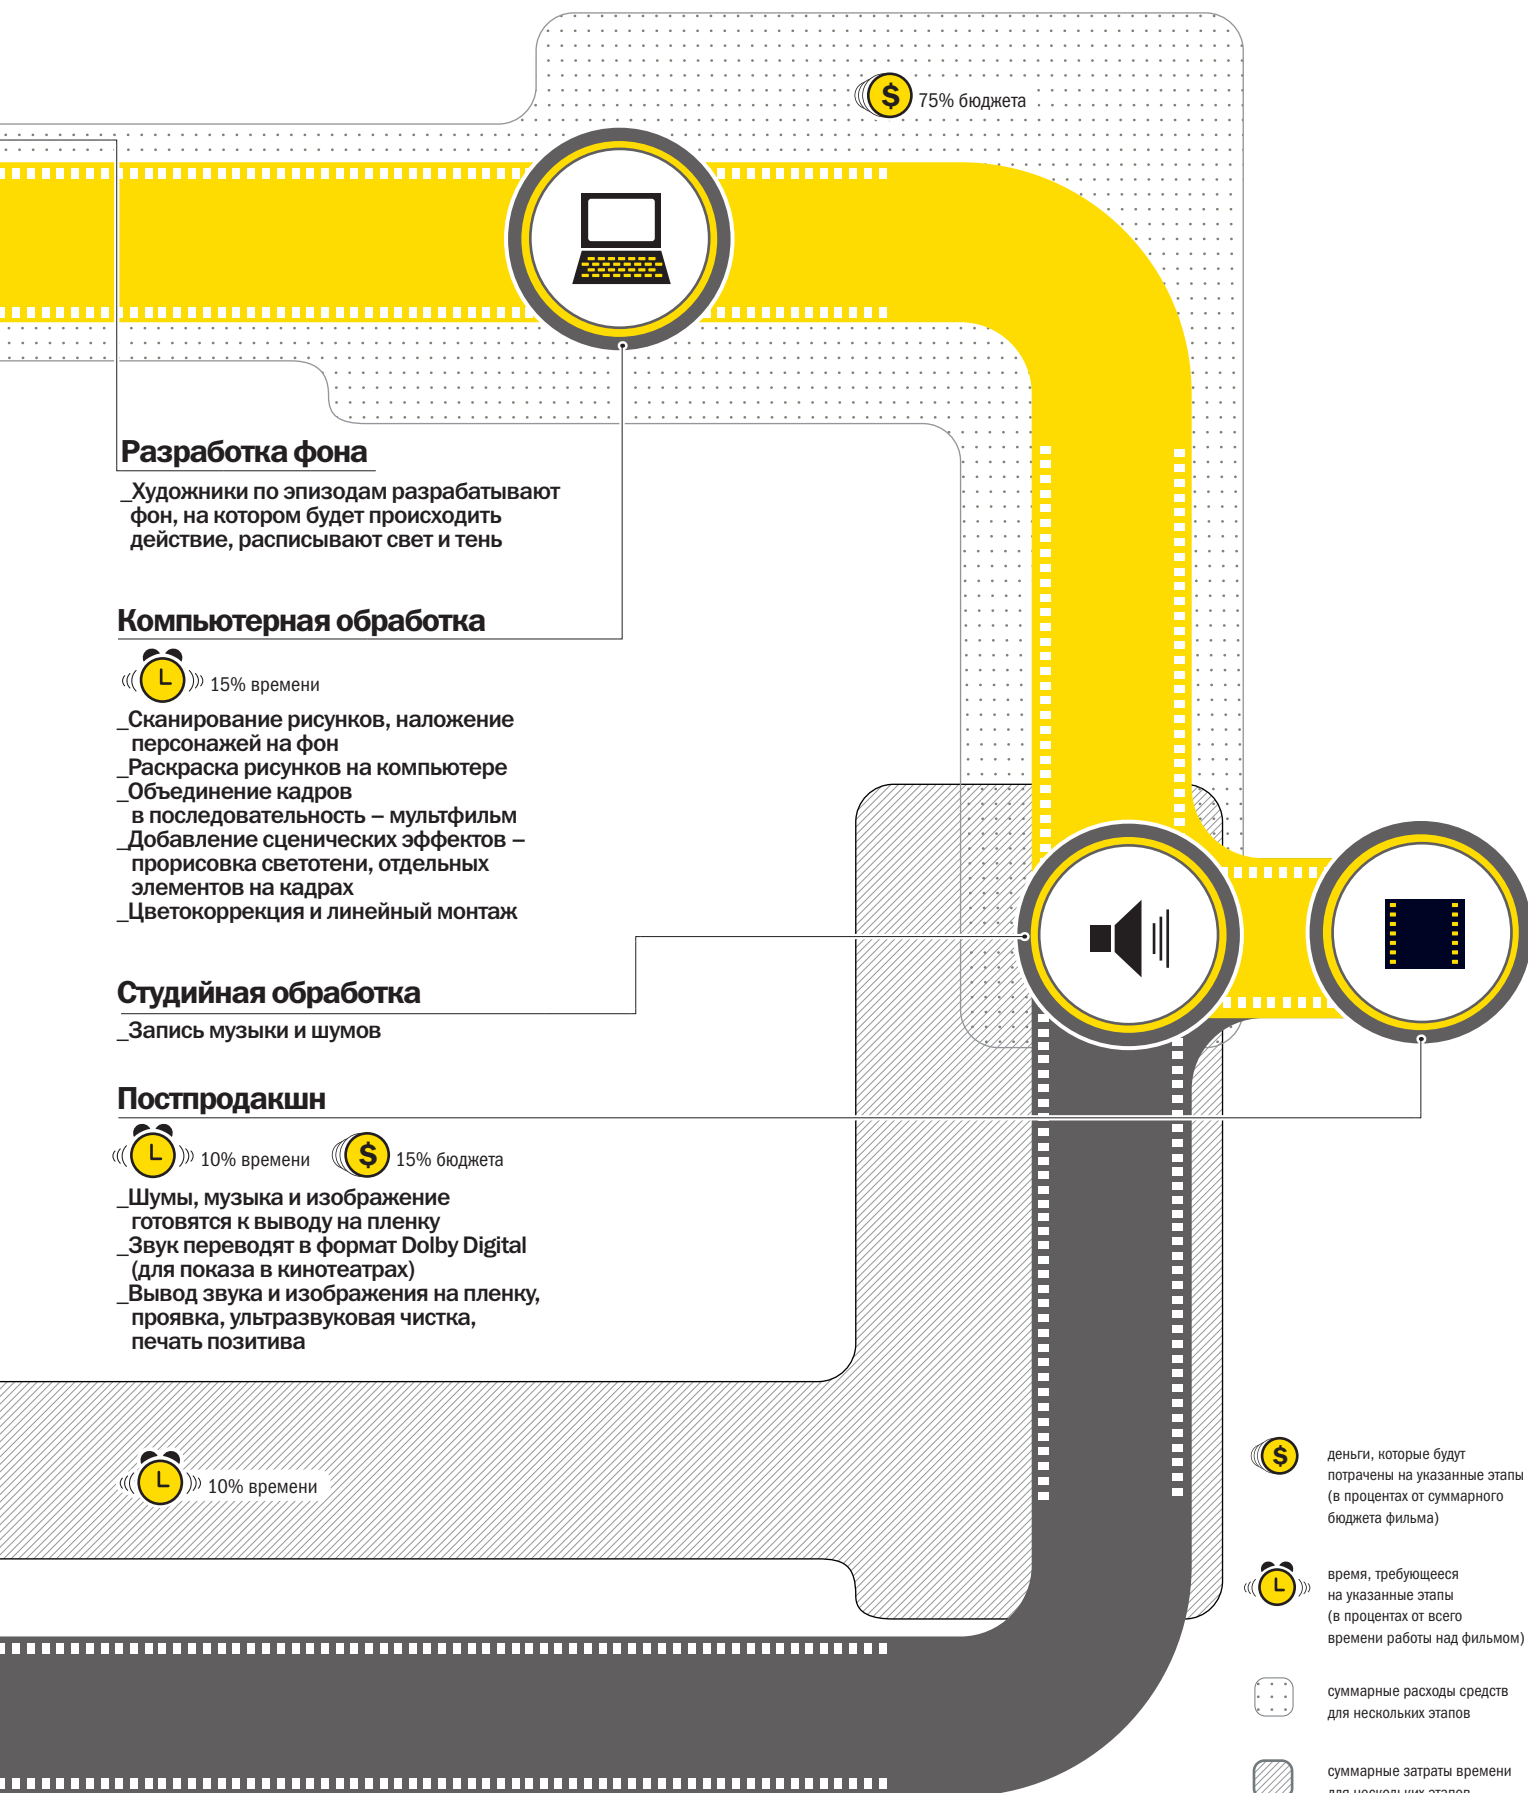 75% бюджета
Разработка фона
_Художники по эпизодам разрабатывают
фон, на котором будет происходить
действие, расписывают свет и тень
Компьютерная обработка
15% времени
_Сканирование рисунков, наложение
персонажей на фон
_Раскраска рисунков на компьютере
_Объединение кадров
в последовательность – мультфильм
_Добавление сценических эффектов –
прорисовка светотени, отдельных
элементов на кадрах
_Цветокоррекция и линейный монтаж
Студийная обработка
_Запись музыки и шумов
Постпродакшн
10% времени
15% бюджета
_Шумы, музыка и изображение
готовятся к выводу на пленку
_Звук переводят в формат Dolby Digital
(для показа в кинотеатрах)
_Вывод звука и изображения на пленку,
проявка, ультразвуковая чистка,
печать позитива
10% времени
деньги, которые будут
потрачены на указанные этапы
(в процентах от суммарного
бюджета фильма)
время, требующееся
на указанные этапы
(в процентах от всего
времени работы над фильмом)
суммарные расходы средств
для нескольких этапов
суммарные затраты времени
для нескольких этапов